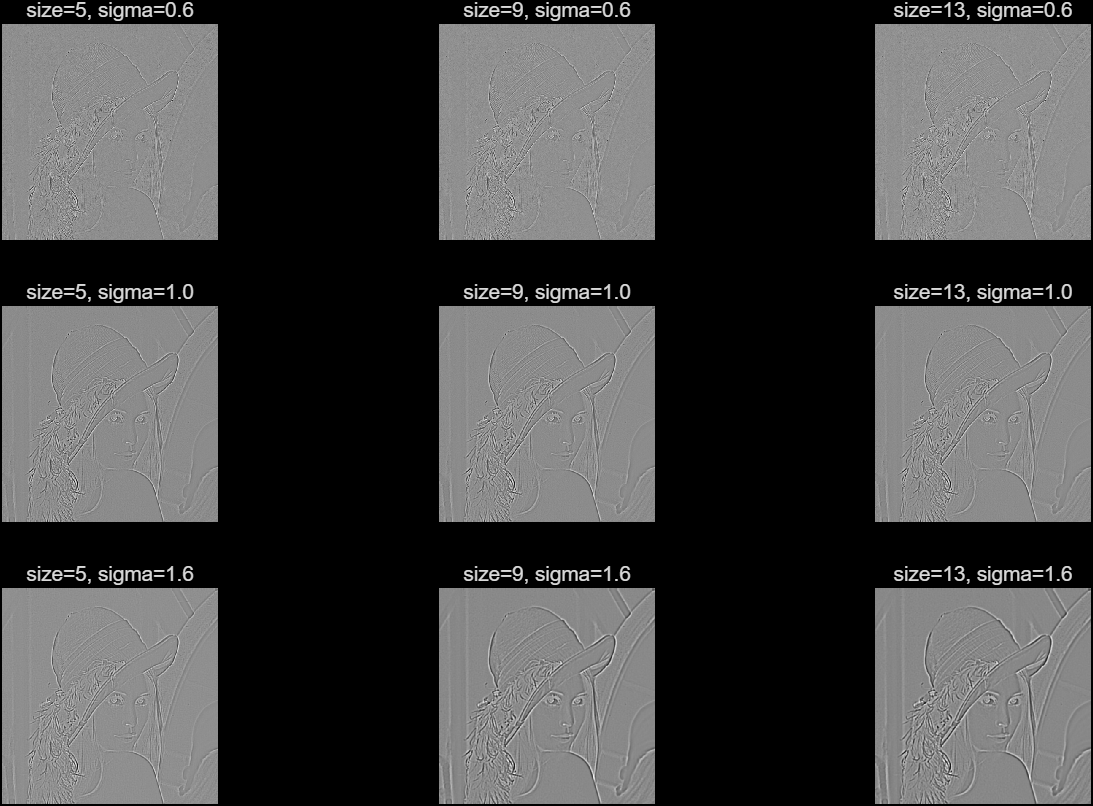 size=5, sigma=0.6
size=9, sigma=0.6
size=13, sigma=0.6
size=5, sigma=1.0
size=9, sigma=1.0
size=13, sigma=1.0
size=5, sigma=1.6
size=9, sigma=1.6
size=13, sigma=1.6